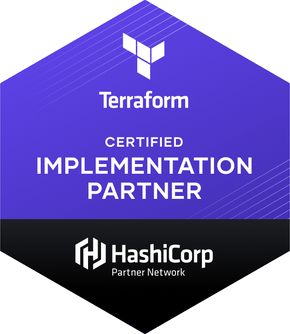 Terraform
CERTIFIED
IMPLEMENTATION
PARTNER
HashiCorp
Partner Network